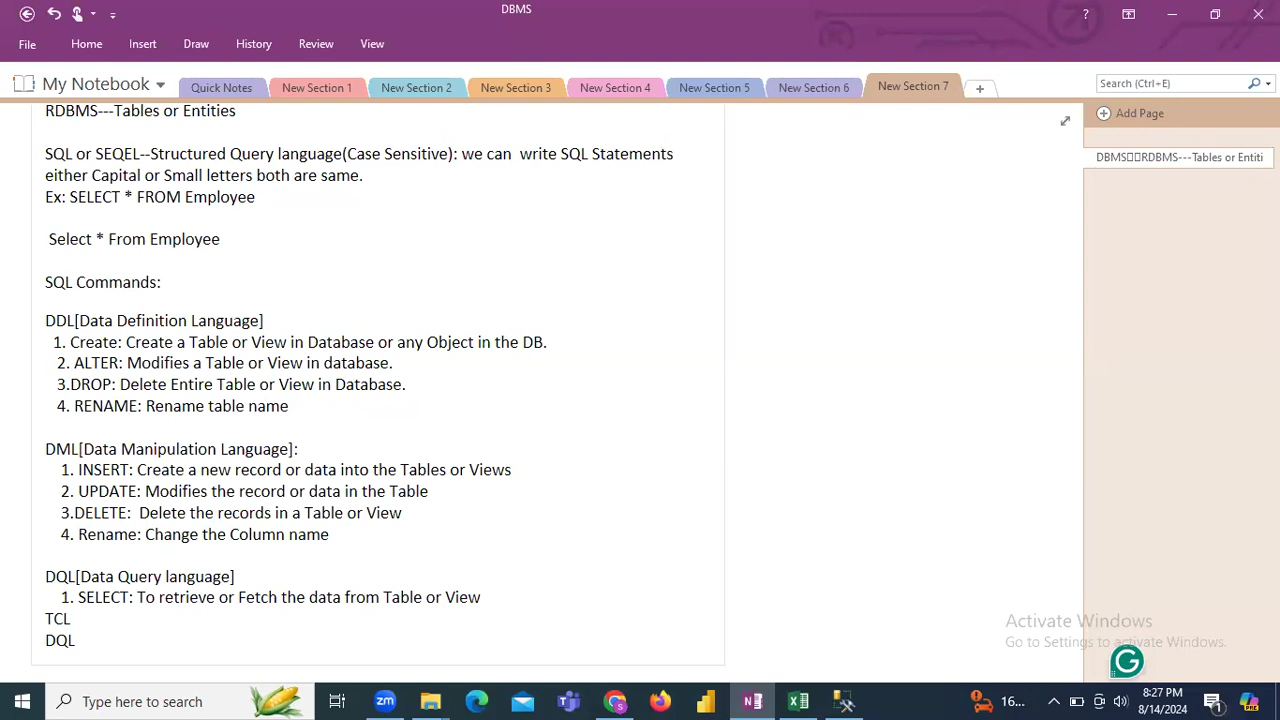 DBMS
?
File
Home
Insert
Draw
History
Review
View
My Notebook
Quick Notes
New Section 1
New Section 2
New Section 3
New Section 4
New Section 5
New Section 6
New Section 7
+
Search (Ctrl+E)
Add Page
DBMS▯▯RDBMS---Tables or Entiti
RDBMS---Tables or Entities
SQL or SEQEL--Structured Query language(Case Sensitive): we can  write SQL Statements
either Capital or Small letters both are same.
Ex: SELECT * FROM Employee
Select * From Employee
SQL Commands:
DDL[Data Definition Language]
1. Create: Create a Table or View in Database or any Object in the DB.
2. ALTER: Modifies a Table or View in database.
3.DROP: Delete Entire Table or View in Database.
4. RENAME: Rename table name
DML[Data Manipulation Language]:
1. INSERT: Create a new record or data into the Tables or Views
2. UPDATE: Modifies the record or data in the Table
3.DELETE:  Delete the records in a Table or View
4. Rename: Change the Column name
DQL[Data Query language]
1. SELECT: To retrieve or Fetch the data from Table or View
TCL
DQL
Activate Windows
Go to Settings to activate Windows.
Type here to search
16...
8:27 PM
8/14/2024